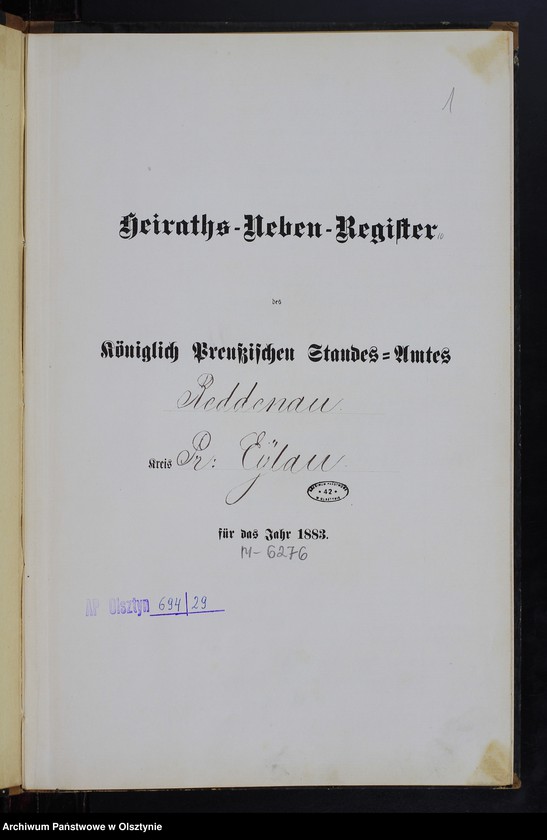 1
Heiraths-Neben-Register
des
Königlich Preußischen Standes=Amtes
Reddenau.
Kreis Pr: Eÿlau.
* 42 *
für das Jahr 1883.
M-6276
AP Olsztyn 694/29
Archiwum Państwowe w Olsztynie